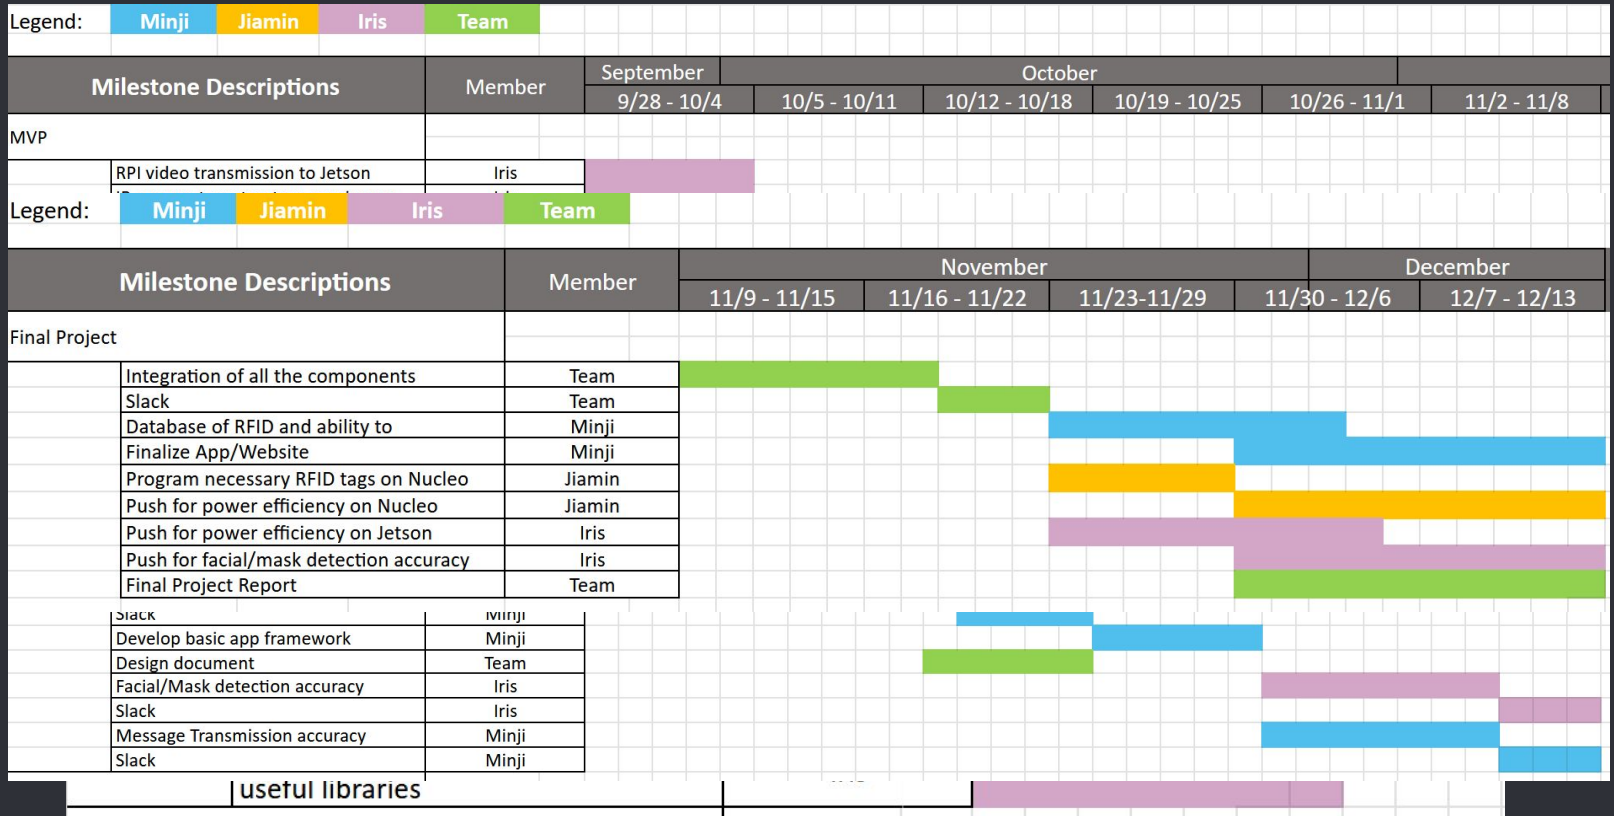 Legend: Minji Jiamin Iris Team
Milestone Descriptions Member September October
9/28 - 10/4 10/5 - 10/11 10/12 - 10/18 10/19 - 10/25 10/26 - 11/1 11/2 - 11/8
MVP
RPI video transmission to Jetson Iris
Legend: Minji Jiamin Iris Team
Milestone Descriptions Member November December
11/9 - 11/15 11/16 - 11/22 11/23-11/29 11/30 - 12/6 12/7 - 12/13
Final Project
Integration of all the components Team
Slack Team
Database of RFID and ability to Minji
Finalize App/Website Minji
Program necessary RFID tags on Nucleo Jiamin
Push for power efficiency on Nucleo Jiamin
Push for power efficiency on Jetson Iris
Push for facial/mask detection accuracy Iris
Final Project Report Team
Slack Minji
Develop basic app framework Minji
Design document Team
Facial/Mask detection accuracy Iris
Slack Iris
Message Transmission accuracy Minji
Slack Minji
useful libraries